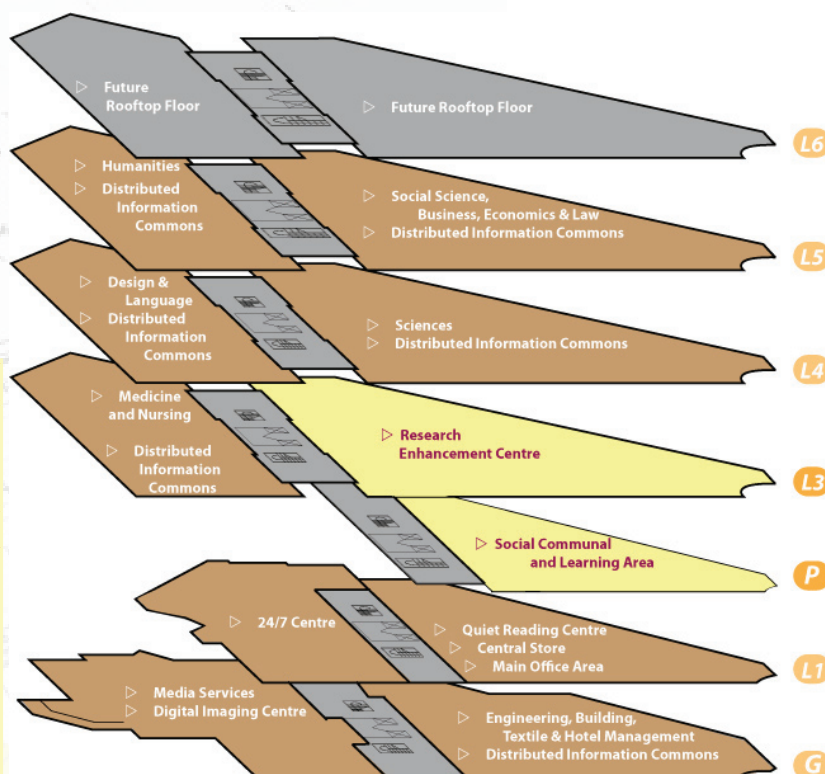 Future
Rooftop Floor
Future Rooftop Floor
L6
Humanities
Distributed
Information
Commons
Social Science,
Business, Economics & Law
Distributed Information Commons
L5
Design &
Language
Distributed
Information
Commons
Sciences
Distributed Information Commons
L4
Medicine
and Nursing
Distributed
Information
Commons
Research
Enhancement Centre
L3
Social Communal
and Learning Area
P
24/7 Centre
Quiet Reading Centre
Central Store
Main Office Area
L1
Media Services
Digital Imaging Centre
Engineering, Building,
Textile & Hotel Management
Distributed Information Commons
G